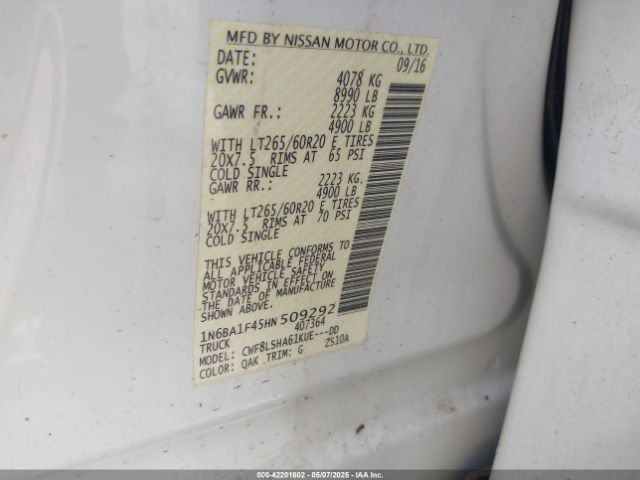 MFD BY NISSAN MOTOR CO., LTD.
DATE: 09/16
GVWR: 4078 KG
8990 LB
GAWR FR.: 2223 KG
4900 LB
WITH LT265/60R20 E TIRES
20X7.5 RIMS AT 65 PSI
COLD SINGLE
GAWR RR.: 2223 KG.
4900 LB
WITH LT265/60R20 E TIRES
20X7.5 RIMS AT 70 PSI
COLD SINGLE
THIS VEHICLE CONFORMS TO
ALL APPLICABLE FEDERAL
MOTOR VEHICLE SAFETY
STANDARDS IN EFFECT ON
THE DATE OF MANUFACTURE
1N6BA1F45HN509292
TRUCK 407364
MODEL: CWF8LSHA61KUE---DD
COLOR: QAK TRIM: G ZS10A
000-42201802 - 05/07/2025 - IAAI.COM